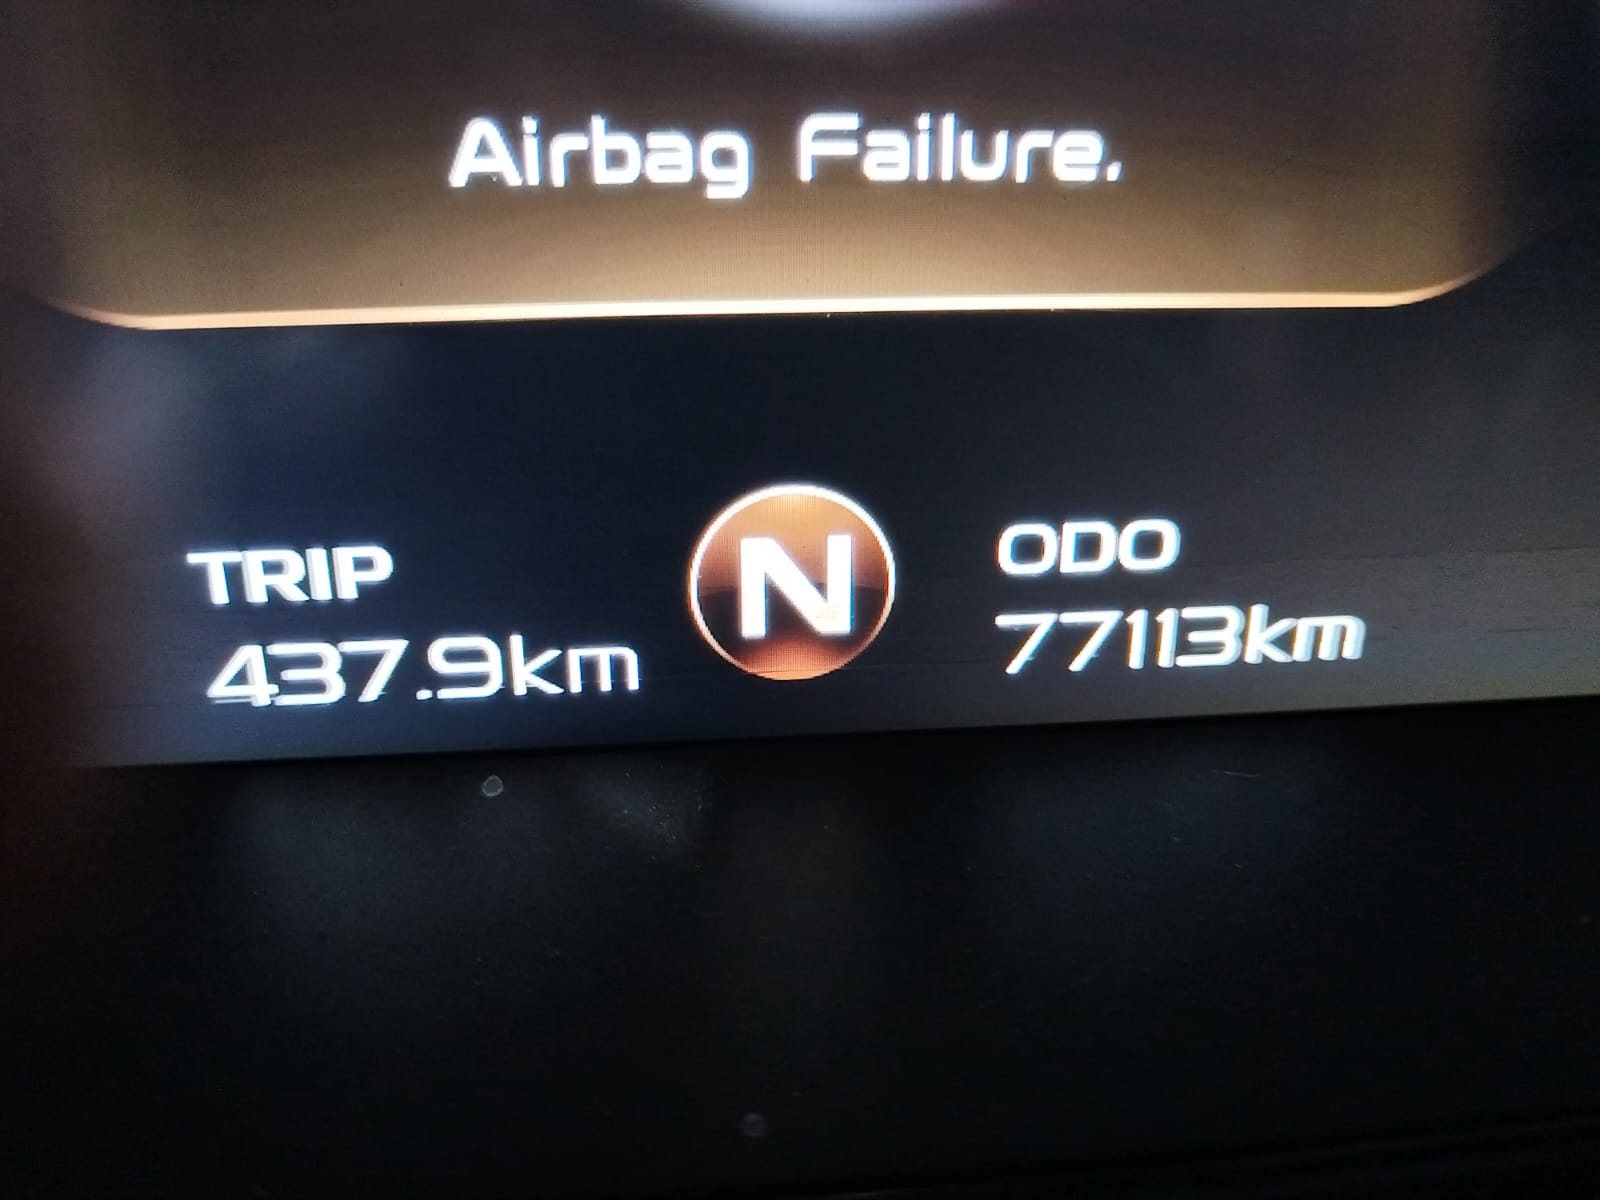 Airbag Failure.
TRIP
437.9km
N
ODO
77113km